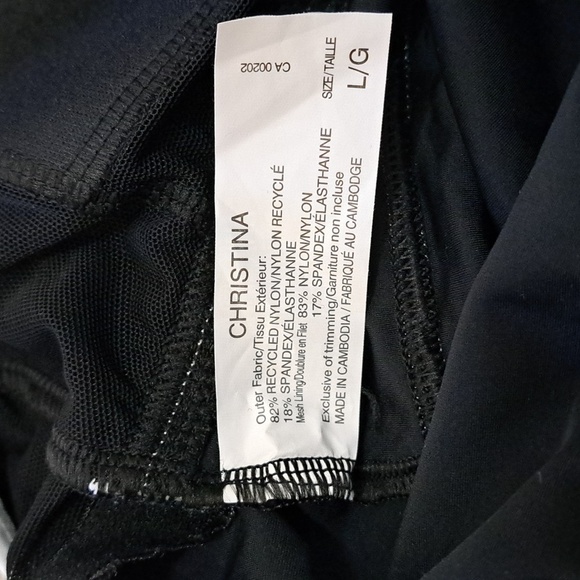 CA 00202
SIZE/TAILLE
L/G
CHRISTINA
Outer Fabric/Tissu Extérieur:
82% RECYCLED NYLON/NYLON RECYCLÉ
18% SPANDEX/ÉLASTHANNE
Mesh Lining/Doublure en Filet 83% NYLON/NYLON
17% SPANDEX/ÉLASTHANNE
Exclusive of trimming/Garniture non incluse
MADE IN CAMBODIA / FABRIQUÉ AU CAMBODGE